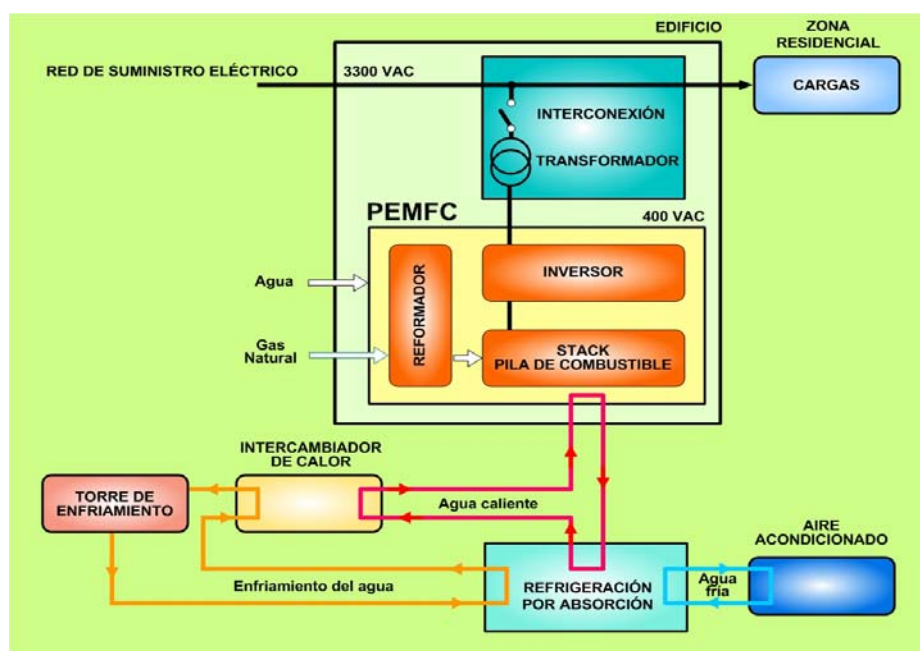 EDIFICIO
ZONA
RESIDENCIAL
RED DE SUMINISTRO ELÉCTRICO
3300 VAC
CARGAS
INTERCONEXIÓN
TRANSFORMADOR
PEMFC
400 VAC
Agua
REFORMADOR
INVERSOR
Gas
Natural
STACK
PILA DE COMBUSTIBLE
INTERCAMBIADOR
DE CALOR
TORRE DE
ENFRIAMIENTO
Agua caliente
AIRE
ACONDICIONADO
Enfriamiento del agua
REFRIGERACIÓN
POR ABSORCIÓN
Agua
fría